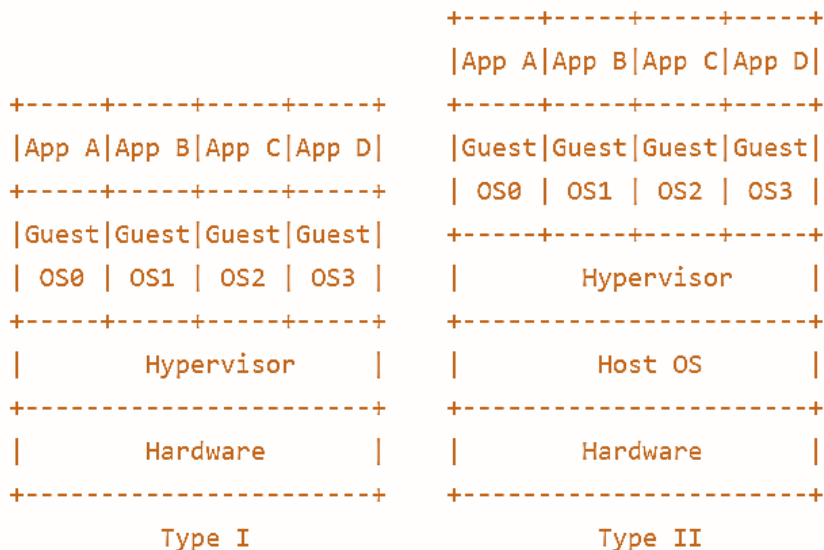 +-----+-----+-----+-----+
                             |App A|App B|App C|App D|
+-----+-----+-----+-----+    +-----+-----+-----+-----+
|App A|App B|App C|App D|    |Guest|Guest|Guest|Guest|
+-----+-----+-----+-----+    | OS0 | OS1 | OS2 | OS3 |
|Guest|Guest|Guest|Guest|    +-----+-----+-----+-----+
| OS0 | OS1 | OS2 | OS3 |    |        Hypervisor     |
+-----+-----+-----+-----+    +-----------------------+
|        Hypervisor     |    |         Host OS       |
+-----------------------+    +-----------------------+
|        Hardware       |    |        Hardware       |
+-----------------------+    +-----------------------+
          Type I                       Type II